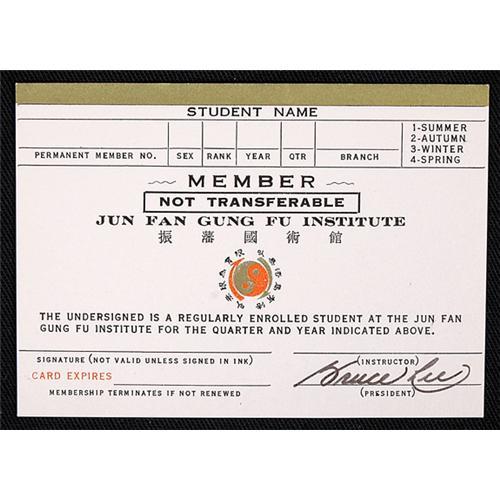 STUDENT NAME
1-SUMMER
2-AUTUMN
3-WINTER
4-SPRING
PERMANENT MEMBER NO. SEX RANK YEAR QTR BRANCH
MEMBER
NOT TRANSFERABLE
JUN FAN GUNG FU INSTITUTE
振藩國術館
THE UNDERSIGNED IS A REGULARLY ENROLLED STUDENT AT THE JUN FAN
GUNG FU INSTITUTE FOR THE QUARTER AND YEAR INDICATED ABOVE.
SIGNATURE (NOT VALID UNLESS SIGNED IN INK) (INSTRUCTOR)
CARD EXPIRES Bruce Lee
MEMBERSHIP TERMINATES IF NOT RENEWED (PRESIDENT)